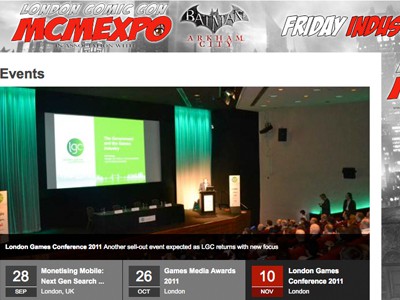 LONDON COMIC CON
MCMEXPO
IN ASSOCIATION WITH
BATMAN
ARKHAM
CITY
FRIDAY INDUS
Events
lgc
The Government
and the Games
Industry
London Games Conference 2011 Another sell-out event expected as LGC returns with new focus
28
SEP
Monetising Mobile:
Next Gen Search ...
London, UK
26
OCT
Games Media Awards
2011
London
10
NOV
London Games
Conference 2011
London